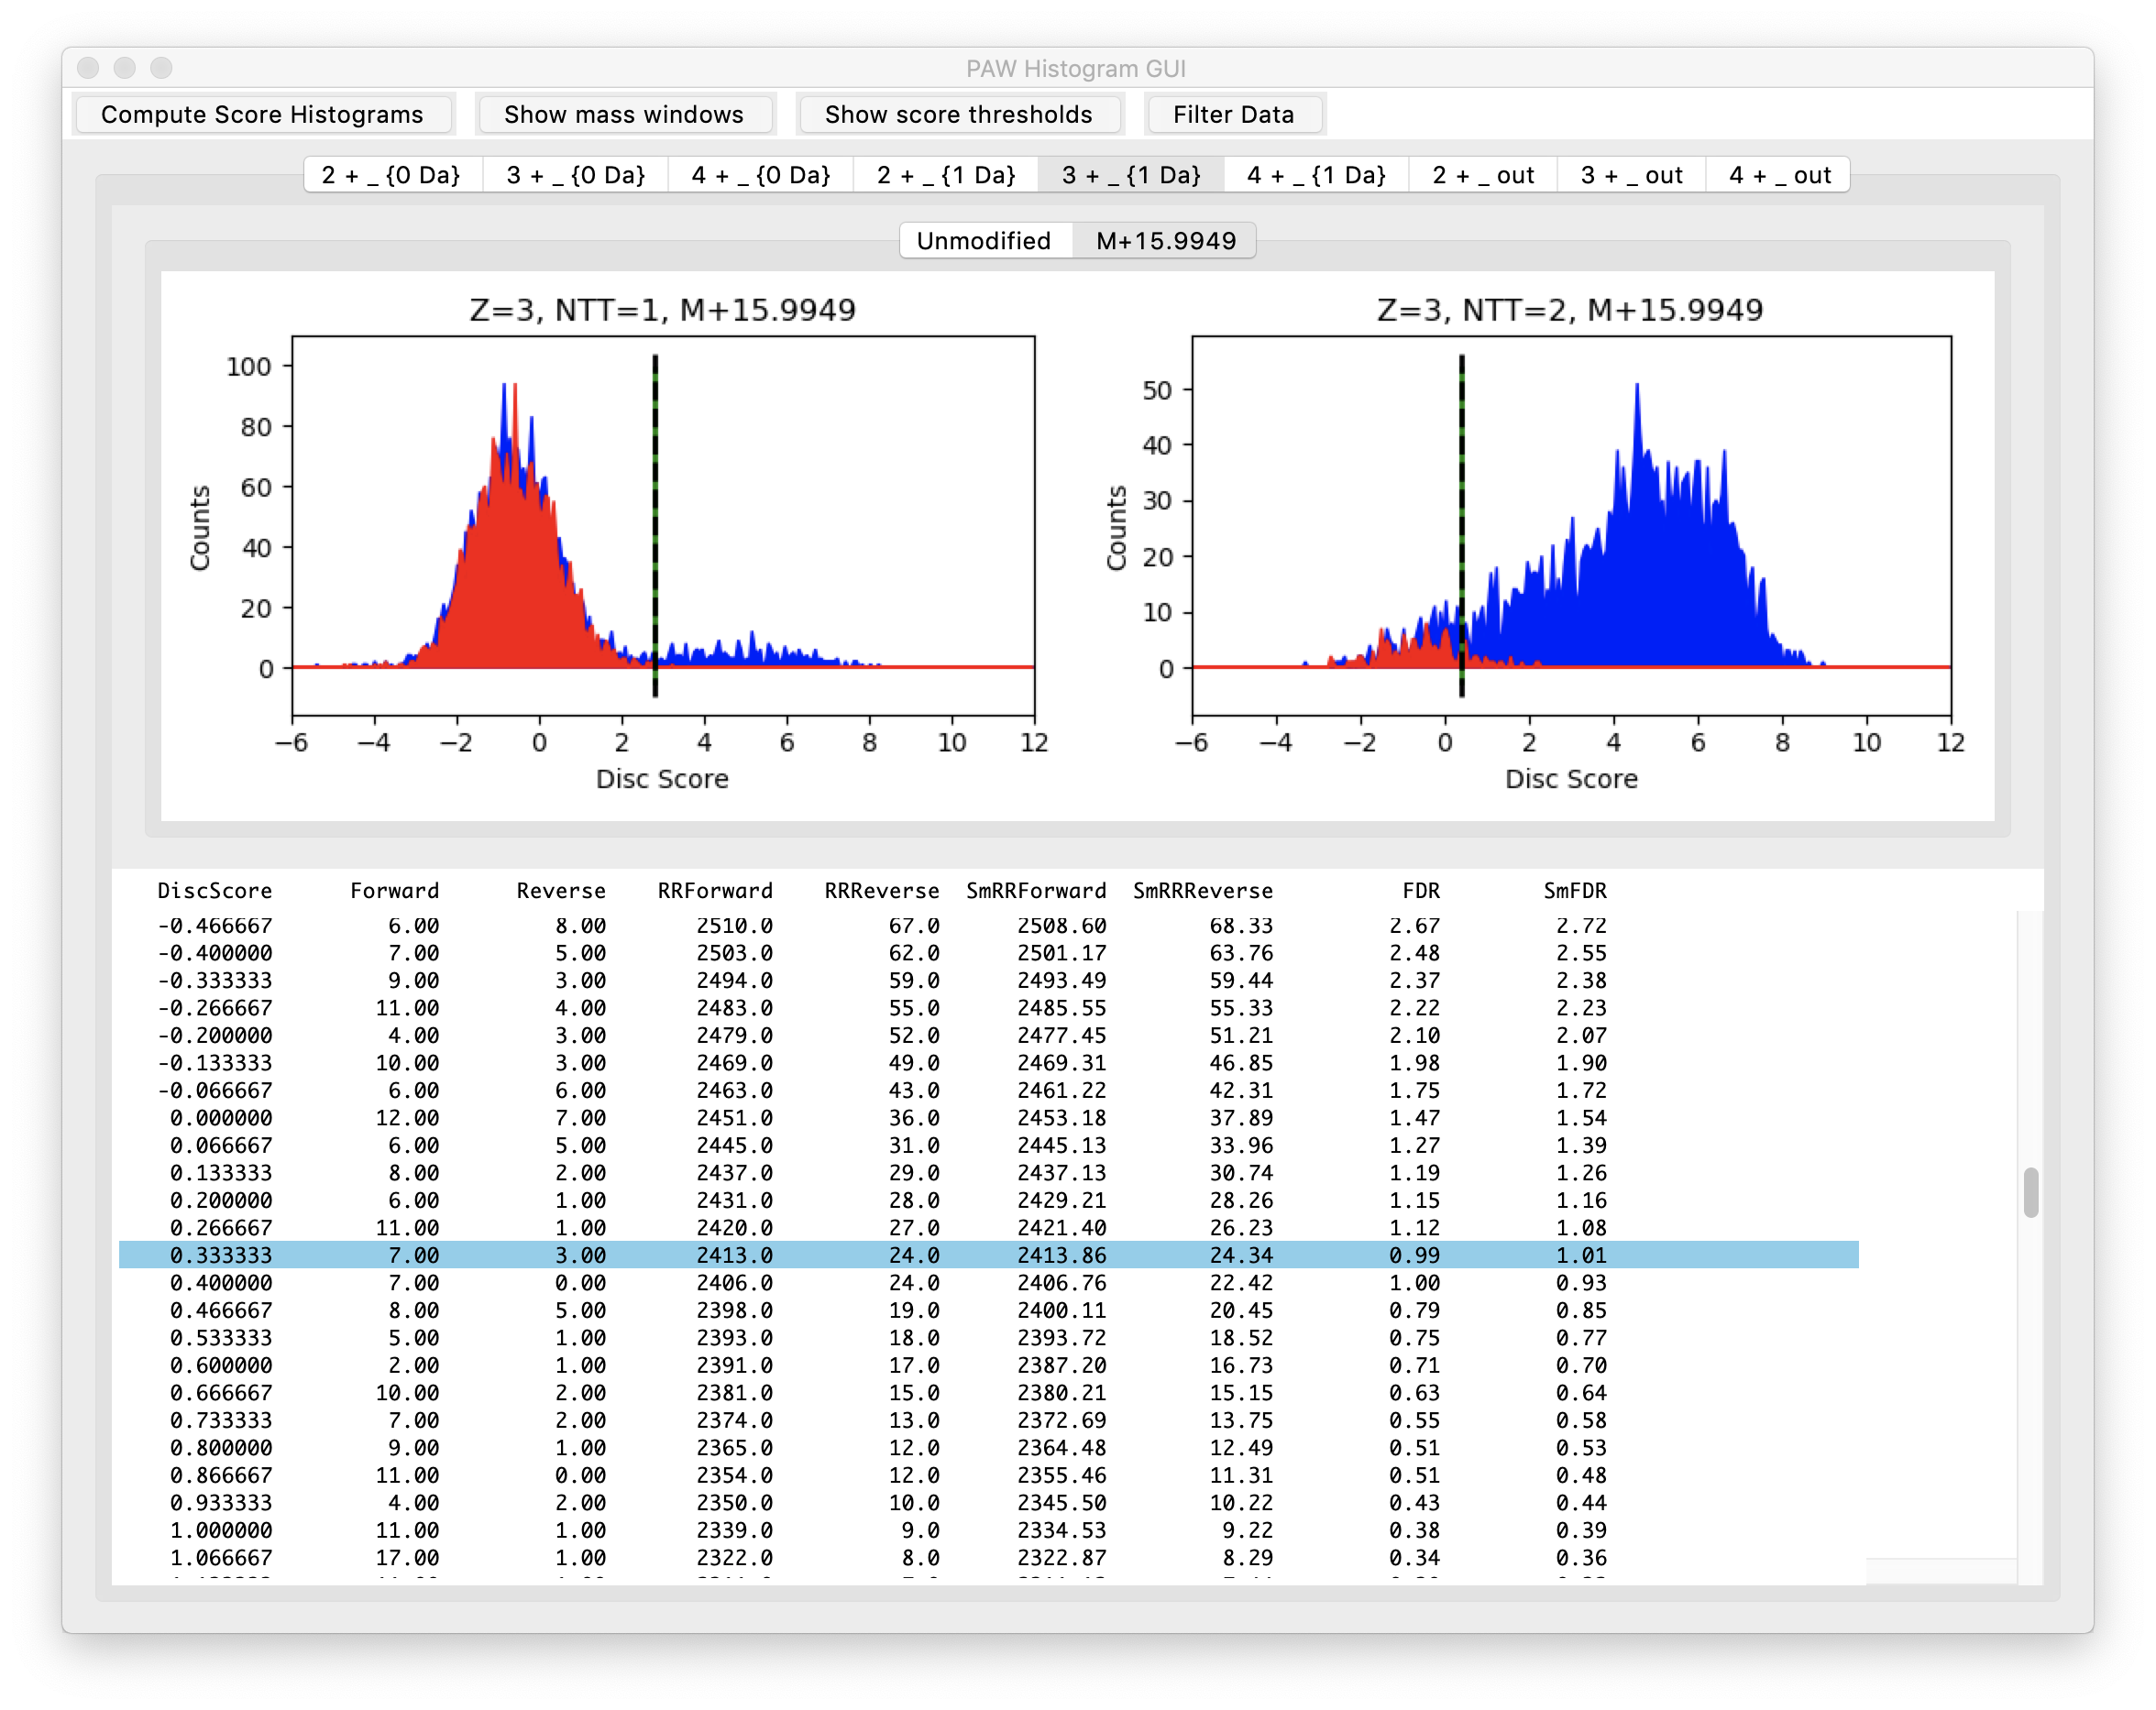 PAW Histogram GUI
Compute Score Histograms Show mass windows Show score thresholds Filter Data
2 + _ {0 Da} 3 + _ {0 Da} 4 + _ {0 Da} 2 + _ {1 Da} 3 + _ {1 Da} 4 + _ {1 Da} 2 + _ out 3 + _ out 4 + _ out
Unmodified M+15.9949
Z=3, NTT=1, M+15.9949
100
80
60
40
20
0
Counts
−6 −4 −2 0 2 4 6 8 10 12
Disc Score
Z=3, NTT=2, M+15.9949
50
40
30
20
10
0
Counts
−6 −4 −2 0 2 4 6 8 10 12
Disc Score
DiscScore Forward Reverse RRForward RRReverse SmRRForward SmRRReverse FDR SmFDR
-0.466667 6.00 8.00 2510.0 67.0 2508.60 68.33 2.67 2.72
-0.400000 7.00 5.00 2503.0 62.0 2501.17 63.76 2.48 2.55
-0.333333 9.00 3.00 2494.0 59.0 2493.49 59.44 2.37 2.38
-0.266667 11.00 4.00 2483.0 55.0 2485.55 55.33 2.22 2.23
-0.200000 4.00 3.00 2479.0 52.0 2477.45 51.21 2.10 2.07
-0.133333 10.00 3.00 2469.0 49.0 2469.31 46.85 1.98 1.90
-0.066667 6.00 6.00 2463.0 43.0 2461.22 42.31 1.75 1.72
0.000000 12.00 7.00 2451.0 36.0 2453.18 37.89 1.47 1.54
0.066667 6.00 5.00 2445.0 31.0 2445.13 33.96 1.27 1.39
0.133333 8.00 2.00 2437.0 29.0 2437.13 30.74 1.19 1.26
0.200000 6.00 1.00 2431.0 28.0 2429.21 28.26 1.15 1.16
0.266667 11.00 1.00 2420.0 27.0 2421.40 26.23 1.12 1.08
0.333333 7.00 3.00 2413.0 24.0 2413.86 24.34 0.99 1.01
0.400000 7.00 0.00 2406.0 24.0 2406.76 22.42 1.00 0.93
0.466667 8.00 5.00 2398.0 19.0 2400.11 20.45 0.79 0.85
0.533333 5.00 1.00 2393.0 18.0 2393.72 18.52 0.75 0.77
0.600000 2.00 1.00 2391.0 17.0 2387.20 16.73 0.71 0.70
0.666667 10.00 2.00 2381.0 15.0 2380.21 15.15 0.63 0.64
0.733333 7.00 2.00 2374.0 13.0 2372.69 13.75 0.55 0.58
0.800000 9.00 1.00 2365.0 12.0 2364.48 12.49 0.51 0.53
0.866667 11.00 0.00 2354.0 12.0 2355.46 11.31 0.51 0.48
0.933333 4.00 2.00 2350.0 10.0 2345.50 10.22 0.43 0.44
1.000000 11.00 1.00 2339.0 9.0 2334.53 9.22 0.38 0.39
1.066667 17.00 1.00 2322.0 8.0 2322.87 8.29 0.34 0.36